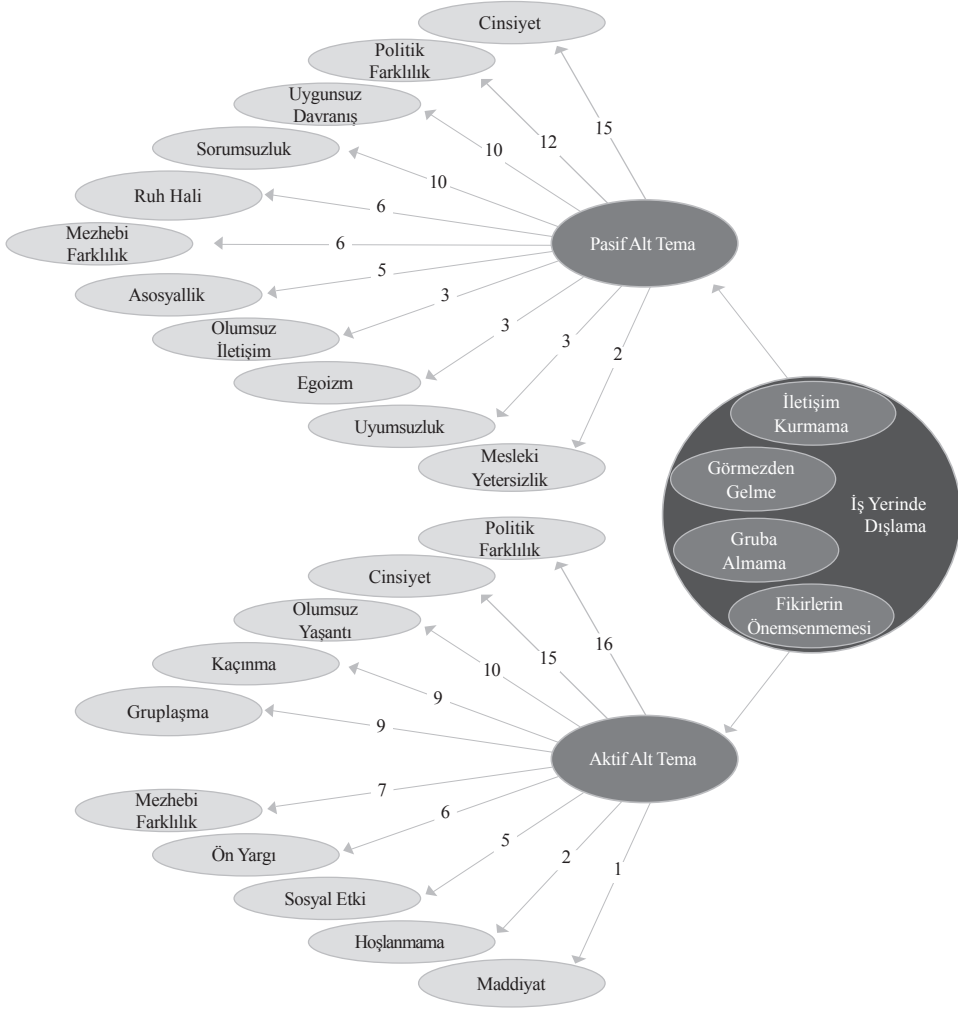 Cinsiyet
Politik
Farklılık
Uygunsuz
Davranış
Sorumsuzluk
Ruh Hali
Mezhebi
Farklılık
Asosyallik
Olumsuz
İletişim
Egoizm
Uyumsuzluk
Mesleki
Yetersizlik
15
12
10
10
6
6
5
3
3
3
2
Pasif Alt Tema
İletişim
Kurmama
Görmezden
Gelme
Gruba
Almama
Fikirlerin
Önemsenmemesi
İş Yerinde
Dışlama
Politik
Farklılık
Cinsiyet
Olumsuz
Yaşantı
Kaçınma
Gruplaşma
Mezhebi
Farklılık
Ön Yargı
Sosyal Etki
Hoşlanmama
Maddiyat
16
15
10
9
9
7
6
5
2
1
Aktif Alt Tema